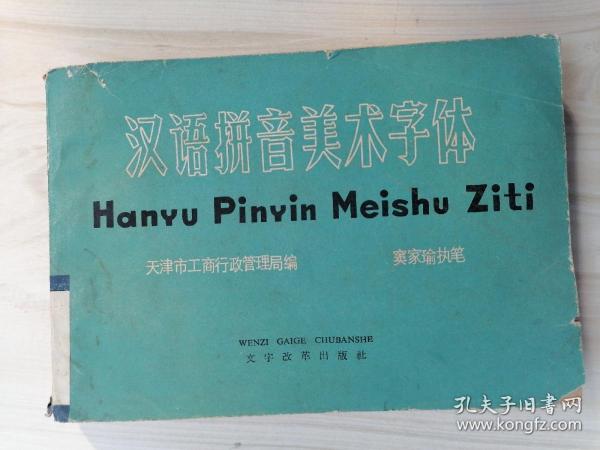 汉语拼音美术字体
Hanyu Pinyin Meishu Ziti
天津市工商行政管理局编 窦家瑜执笔
WENZI GAIGE CHUBANSHE
文字改革出版社
孔夫子旧书网
www.kongfz.com